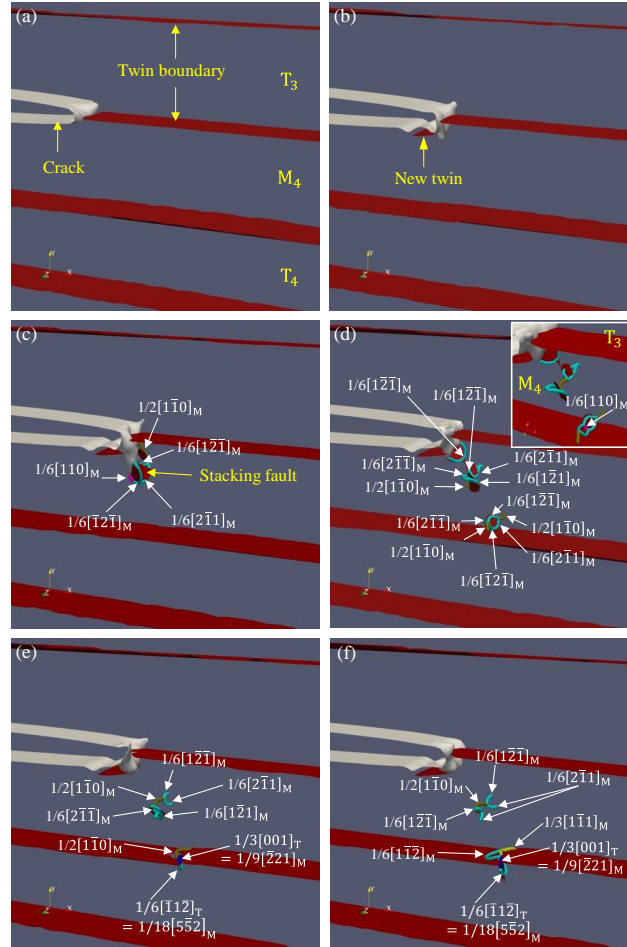 (a)
Twin boundary
T₃
Crack
M₄
T₄
Y
Z
X
(b)
New twin
Y
Z
X
(c)
1/2[11̅0]M
1/6[12̅1̅]M
1/6[110]M
Stacking fault
1/6[1̅21̅]M
1/6[21̅1]M
Y
Z
X
(d)
T₃
M₄
1/6[110]M
1/6[12̅1̅]M
1/6[12̅1̅]M
1/6[21̅1̅]M
1/6[21̅1]M
1/2[11̅0]M
1/6[12̅1]M
1/6[12̅1̅]M
1/6[21̅1̅]M
1/2[11̅0]M
1/2[11̅0]M
1/6[21̅1]M
1/6[1̅21̅]M
Y
Z
X
(e)
1/6[12̅1̅]M
1/2[11̅0]M
1/6[21̅1]M
1/6[21̅1̅]M
1/6[12̅1]M
1/2[11̅0]M
1/3[001]T
= 1/9[2̅21]M
1/6[1̅12̅]T
= 1/18[55̅2]M
Y
Z
X
(f)
1/6[12̅1̅]M
1/2[11̅0]M
1/6[21̅1]M
1/6[12̅1̅]M
1/3[11̅1]M
1/6[11̅2̅]M
1/3[001]T
= 1/9[2̅21]M
1/6[1̅12̅]T
= 1/18[55̅2]M
Y
Z
X